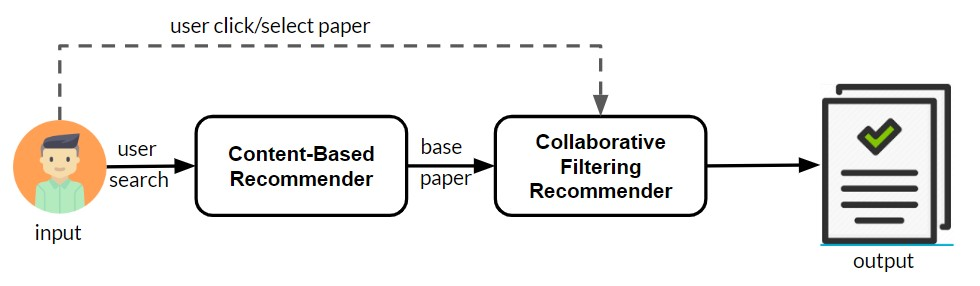 user click/select paper
user
search
input
Content-Based
Recommender
base
paper
Collaborative
Filtering
Recommender
output